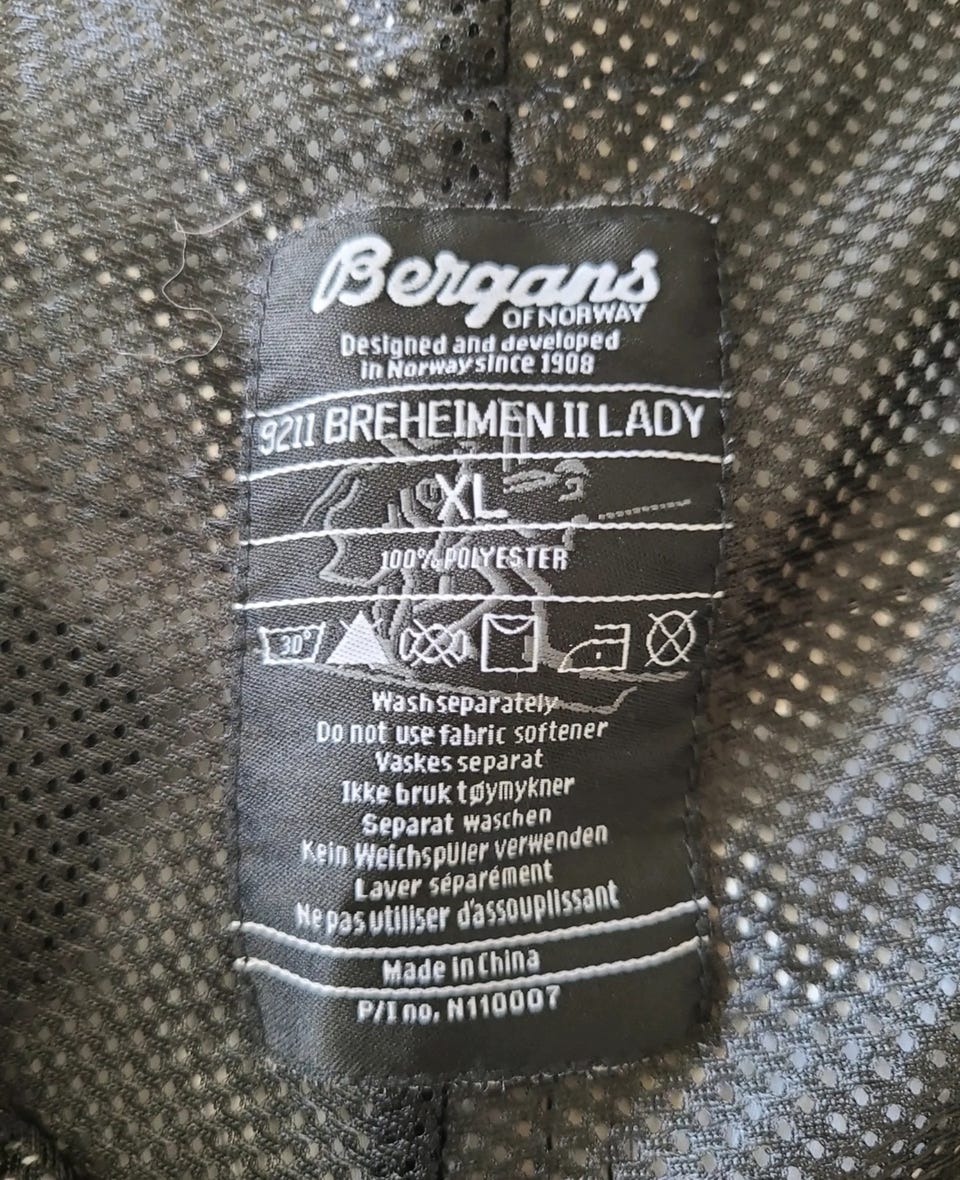 Bergans
OF NORWAY
Designed and developed
in Norway since 1908
9211 BREHEIMEN II LADY
XL
100% POLYESTER
30°
Wash separately
Do not use fabric softener
Vaskes separat
Ikke bruk tøymykner
Separat waschen
Kein Weichspüler verwenden
Laver séparément
Ne pas utiliser d'assouplissant
Made in China
P/I no. N110007